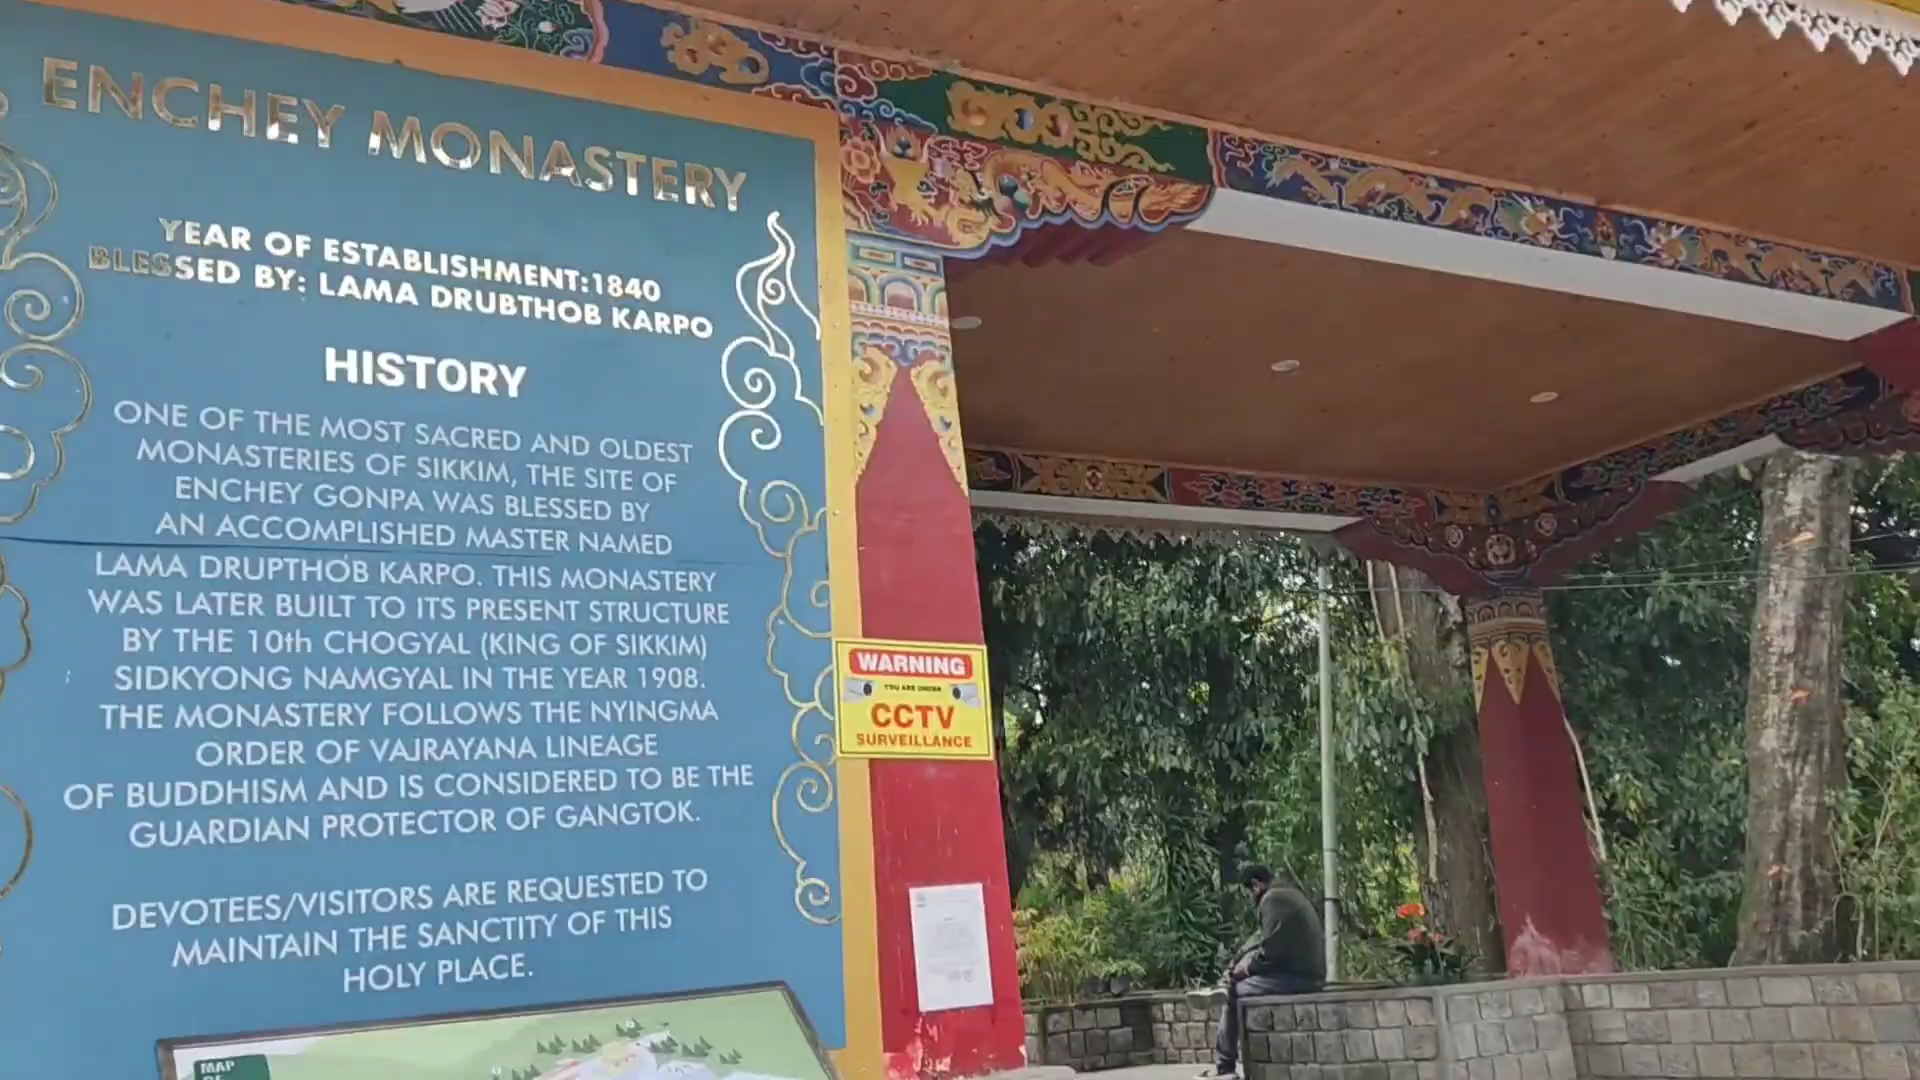 ENCHEY MONASTERY
YEAR OF ESTABLISHMENT:1840
BLESSED BY: LAMA DRUBTHOB KARPO
HISTORY
ONE OF THE MOST SACRED AND OLDEST
MONASTERIES OF SIKKIM, THE SITE OF
ENCHEY GONPA WAS BLESSED BY
AN ACCOMPLISHED MASTER NAMED
LAMA DRUPTHOB KARPO. THIS MONASTERY
WAS LATER BUILT TO ITS PRESENT STRUCTURE
BY THE 10th CHOGYAL (KING OF SIKKIM)
SIDKYONG NAMGYAL IN THE YEAR 1908.
THE MONASTERY FOLLOWS THE NYINGMA
ORDER OF VAJRAYANA LINEAGE
OF BUDDHISM AND IS CONSIDERED TO BE THE
GUARDIAN PROTECTOR OF GANGTOK.
DEVOTEES/VISITORS ARE REQUESTED TO
MAINTAIN THE SANCTITY OF THIS
HOLY PLACE.
MAP
WARNING
YOU ARE UNDER
CCTV
SURVEILLANCE